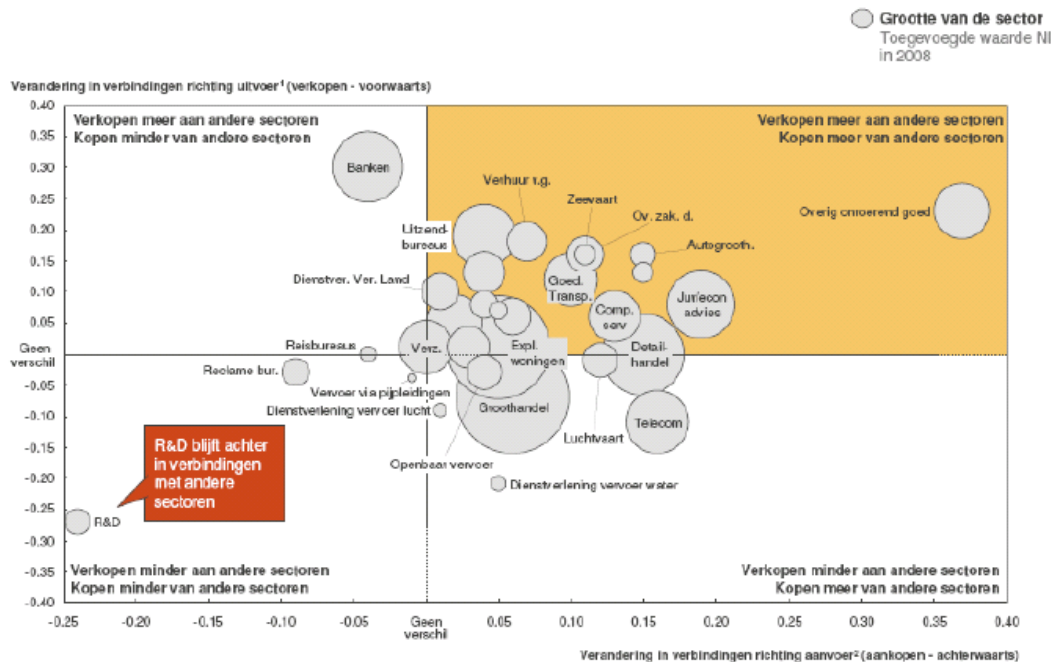 Grootte van de sector
Toegevoegde waarde Nl
in 2008
Verandering in verbindingen richting uitvoer¹ (verkopen - voorwaarts)
0.40
0.35
0.30
0.25
0.20
0.15
0.10
0.05
Geen
verschil
-0.05
-0.10
-0.15
-0.20
-0.25
-0.30
-0.35
-0.40
Verkopen meer aan andere sectoren
Kopen minder van andere sectoren
Verkopen meer aan andere sectoren
Kopen meer van andere sectoren
Banken
Verhuur r.g.
Zeevaart
Ov. zak. d.
Overig onroerend goed
Uitzend-
bureaus
Autogrooth.
Dienstver. Ver. Land
Goed.
Transp.
Jur/econ
advies
Comp.
serv
Reisbureaus
Verz.
Expl.
woningen
Detail-
handel
Reclame bur.
Vervoer via pijpleidingen
Dienstverlening vervoer lucht
Groothandel
Luchtvaart
Telecom
Openbaar vervoer
Dienstverlening vervoer water
R&D blijft achter
in verbindingen
met andere
sectoren
R&D
Verkopen minder aan andere sectoren
Kopen minder van andere sectoren
Verkopen minder aan andere sectoren
Kopen meer van andere sectoren
-0.25
-0.20
-0.15
-0.10
-0.05
Geen
verschil
0.05
0.10
0.15
0.20
0.25
0.30
0.35
0.40
Verandering in verbindingen richting aanvoer² (aankopen - achterwaarts)